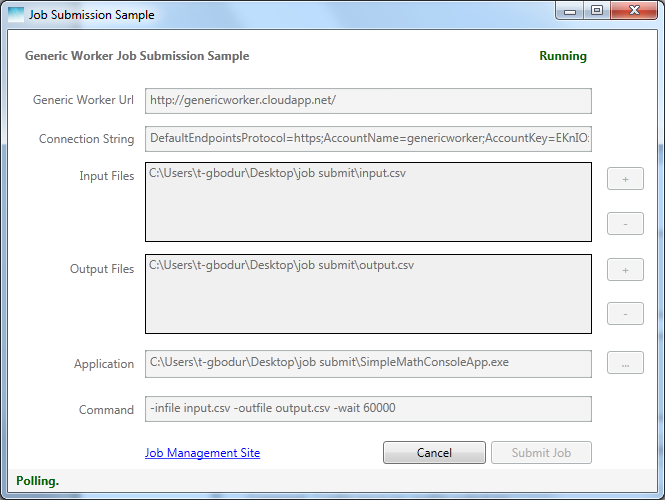 Job Submission Sample
Generic Worker Job Submission Sample Running
Generic Worker Url http://genericworker.cloudapp.net/
Connection String DefaultEndpointsProtocol=https;AccountName=genericworker;AccountKey=EKnIO
Input Files C:\Users\t-gbodur\Desktop\job submit\input.csv
+
-
Output Files C:\Users\t-gbodur\Desktop\job submit\output.csv
+
-
Application C:\Users\t-gbodur\Desktop\job submit\SimpleMathConsoleApp.exe ...
Command -infile input.csv -outfile output.csv -wait 60000
Job Management Site Cancel Submit Job
Polling.